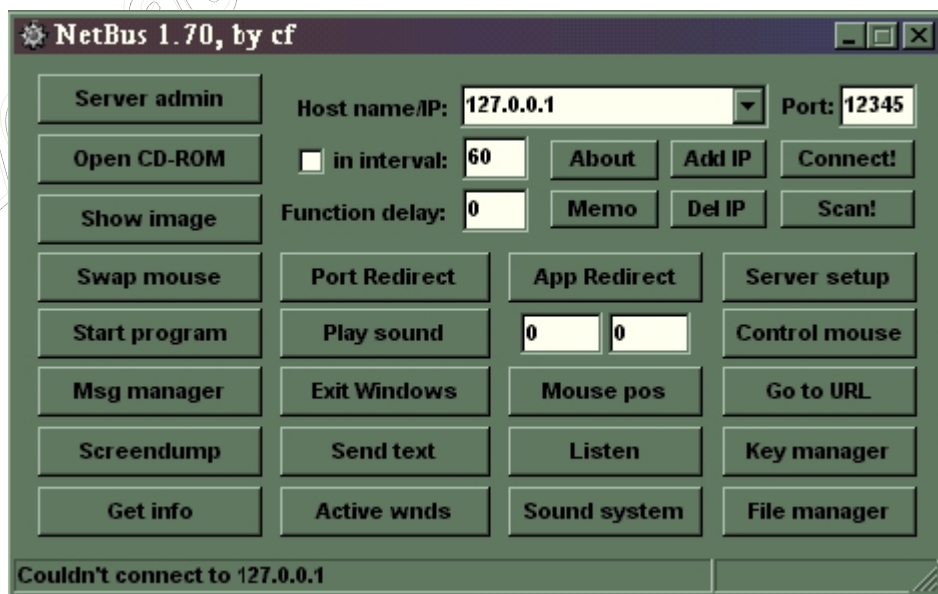 NetBus 1.70, by cf
Server admin
Host name/IP: 127.0.0.1 Port: 12345
Open CD-ROM
in interval: 60 About Add IP Connect!
Show image
Function delay: 0 Memo Del IP Scan!
Swap mouse Port Redirect App Redirect Server setup
Start program Play sound 0 0 Control mouse
Msg manager Exit Windows Mouse pos Go to URL
Screendump Send text Listen Key manager
Get info Active wnds Sound system File manager
Couldn't connect to 127.0.0.1